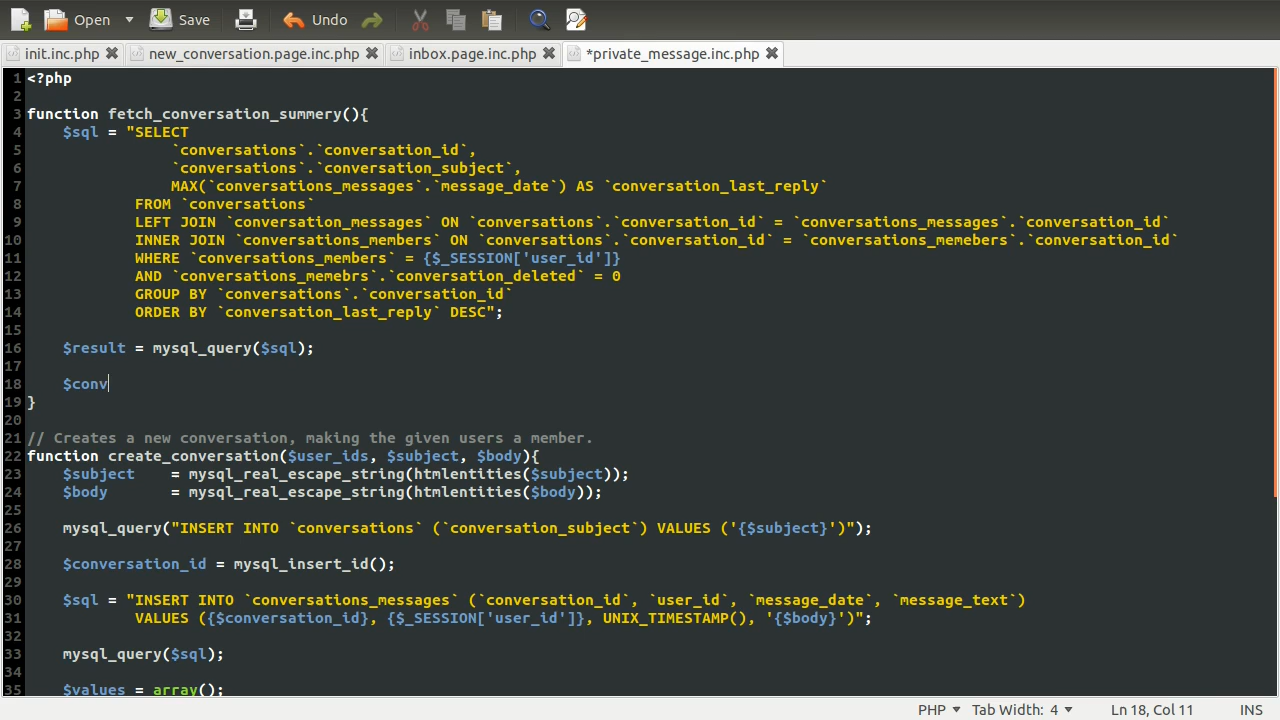 Open Save Undo
init.inc.php new_conversation.page.inc.php inbox.page.inc.php *private_message.inc.php
1 <?php
2
3 function fetch_conversation_summery(){
4 $sql = "SELECT
5 `conversations`.`conversation_id`,
6 `conversations`.`conversation_subject`,
7 MAX(`conversations_messages`.`message_date`) AS `conversation_last_reply`
8 FROM `conversations`
9 LEFT JOIN `conversation_messages` ON `conversations`.`conversation_id` = `conversations_messages`.`conversation_id`
10 INNER JOIN `conversations_members` ON `conversations`.`conversation_id` = `conversations_memebers`.`conversation_id`
11 WHERE `conversations_members` = {$_SESSION['user_id']}
12 AND `conversations_memebrs`.`conversation_deleted` = 0
13 GROUP BY `conversations`.`conversation_id`
14 ORDER BY `conversation_last_reply` DESC";
15
16 $result = mysql_query($sql);
17
18 $conv
19 }
20
21 // Creates a new conversation, making the given users a member.
22 function create_conversation($user_ids, $subject, $body){
23 $subject = mysql_real_escape_string(htmlentities($subject));
24 $body = mysql_real_escape_string(htmlentities($body));
25
26 mysql_query("INSERT INTO `conversations` (`conversation_subject`) VALUES ('{$subject}')");
27
28 $conversation_id = mysql_insert_id();
29
30 $sql = "INSERT INTO `conversations_messages` (`conversation_id`, `user_id`, `message_date`, `message_text`)
31 VALUES ({$conversation_id}, {$_SESSION['user_id']}, UNIX_TIMESTAMP(), '{$body}')";
32
33 mysql_query($sql);
34
35 $values = array();
PHP Tab Width: 4 Ln 18, Col 11 INS